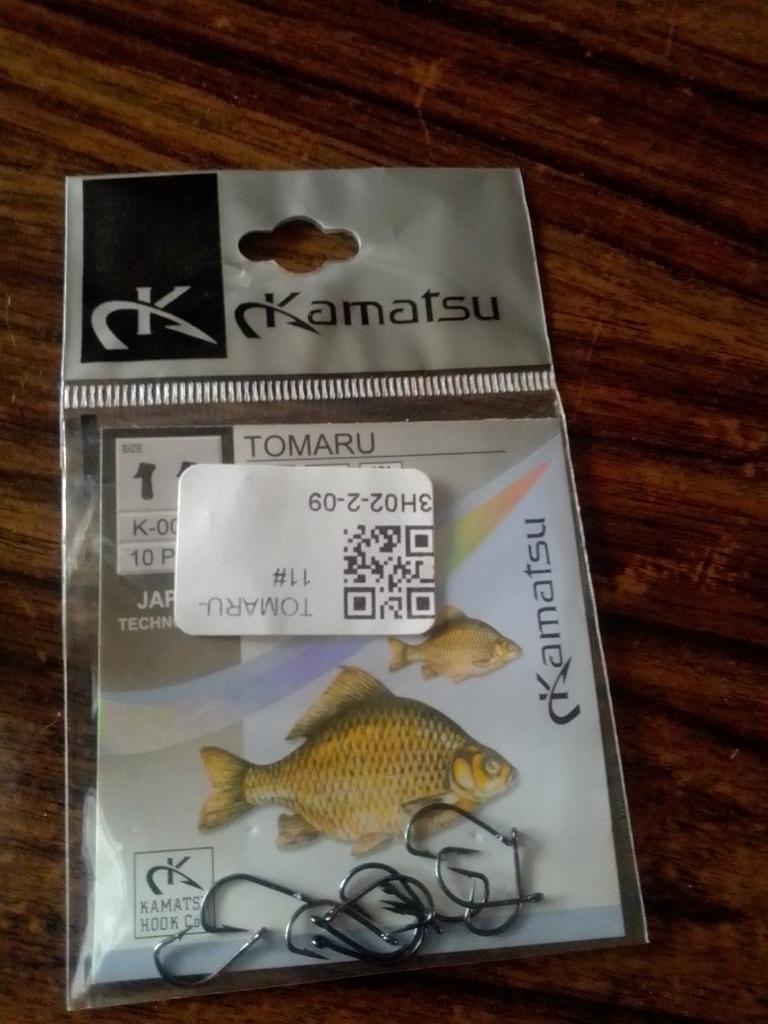 K
Kamatsu
SIZE
TOMARU
K-00
10 P
JAP
TECHN
3H02-2-09
TOMARU-
11#
Kamatsu
K
KAMATS
HOOK Co